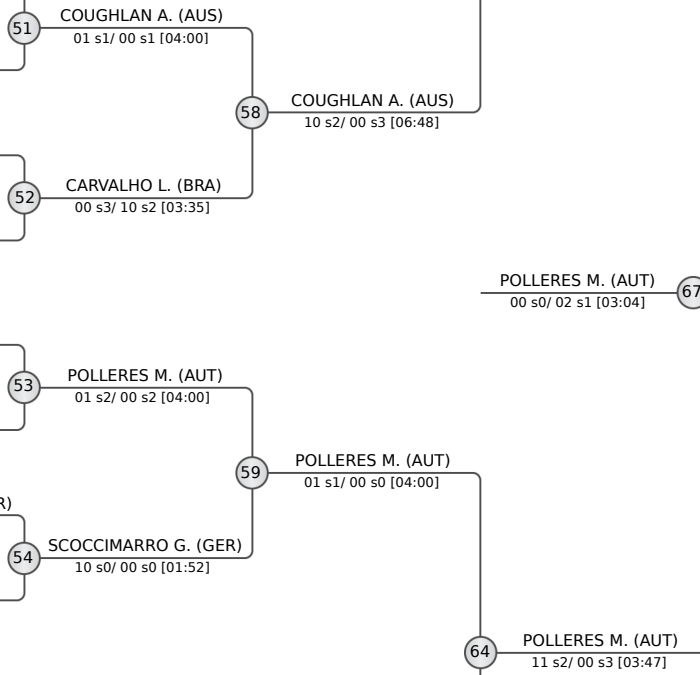 COUGHLAN A. (AUS)
51
01 s1/ 00 s1 [04:00]
COUGHLAN A. (AUS)
58
10 s2/ 00 s3 [06:48]
CARVALHO L. (BRA)
52
00 s3/ 10 s2 [03:35]
POLLERES M. (AUT)
67
00 s0/ 02 s1 [03:04]
POLLERES M. (AUT)
53
01 s2/ 00 s2 [04:00]
POLLERES M. (AUT)
59
01 s1/ 00 s0 [04:00]
R)
SCOCCIMARRO G. (GER)
54
10 s0/ 00 s0 [01:52]
POLLERES M. (AUT)
64
11 s2/ 00 s3 [03:47]